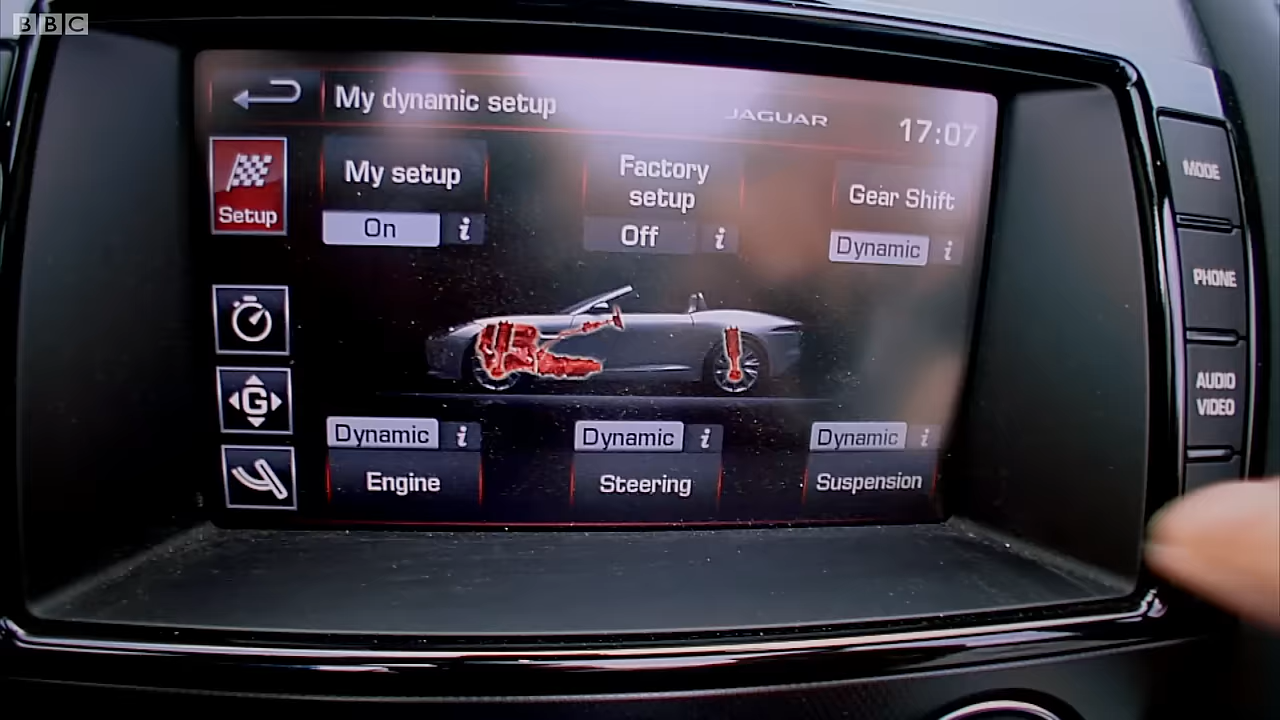 BBC
My dynamic setup
JAGUAR
17:07
Setup
My setup
On
i
Factory
setup
Off
i
Gear Shift
Dynamic
i
G
Dynamic
i
Engine
Dynamic
i
Steering
Dynamic
i
Suspension
MODE
PHONE
AUDIO
VIDEO